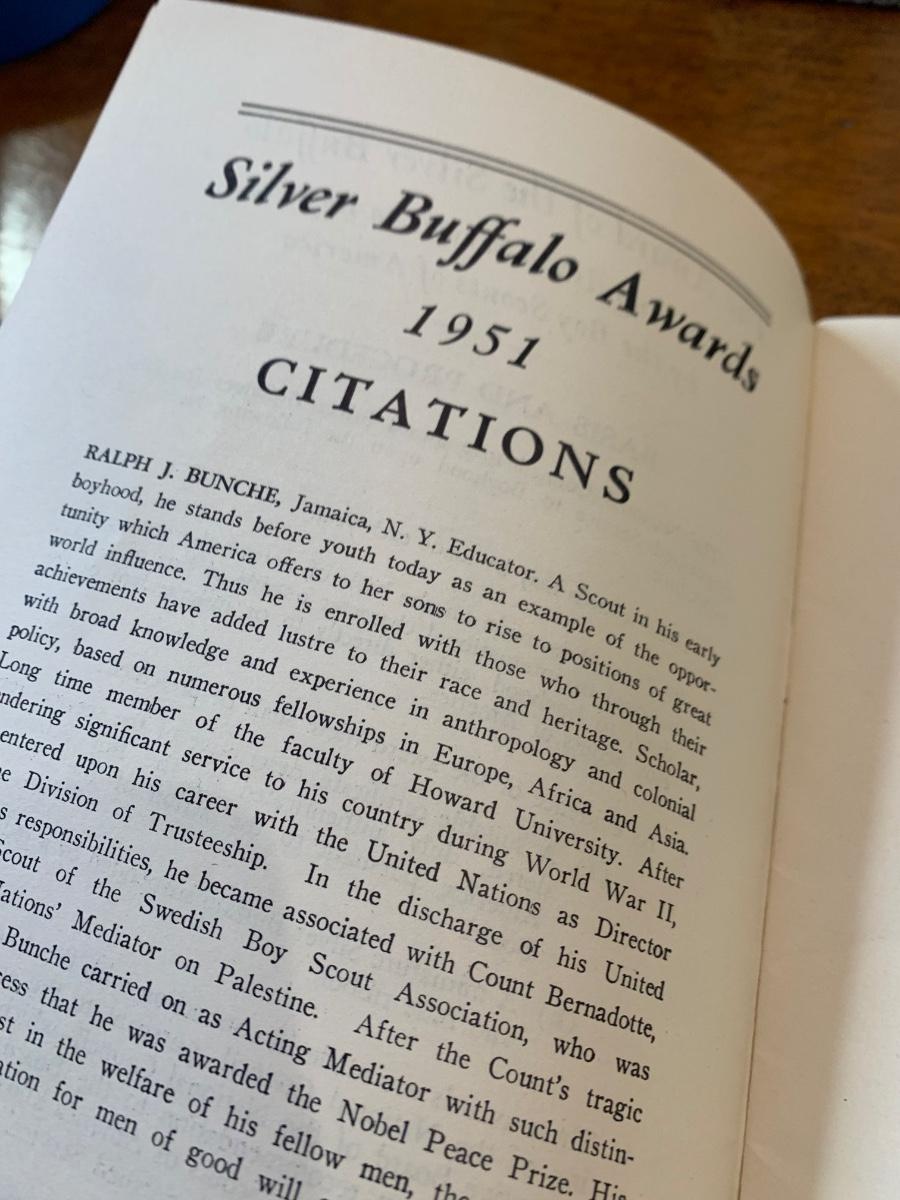 Silver Buffalo Awards
1951
CITATIONS
RALPH J. BUNCHE, Jamaica, N. Y. Educator. A Scout in his early
boyhood, he stands before youth today as an example of the oppor-
tunity which America offers to her sons to rise to positions of great
world influence. Thus he is enrolled with those who through their
achievements have added lustre to their race and heritage. Scholar,
with broad knowledge and experience in anthropology and colonial
policy, based on numerous fellowships in Europe, Africa and Asia.
Long time member of the faculty of Howard University. After
ndering significant service to his country during World War II,
entered upon his career with the United Nations as Director
e Division of Trusteeship. In the discharge of his United
s responsibilities, he became associated with Count Bernadotte,
Scout of the Swedish Boy Scout Association, who was
Nations' Mediator on Palestine. After the Count's tragic
Bunche carried on as Acting Mediator with such distin-
ess that he was awarded the Nobel Peace Prize. His
st in the welfare of his fellow men, the
ation for men of good will